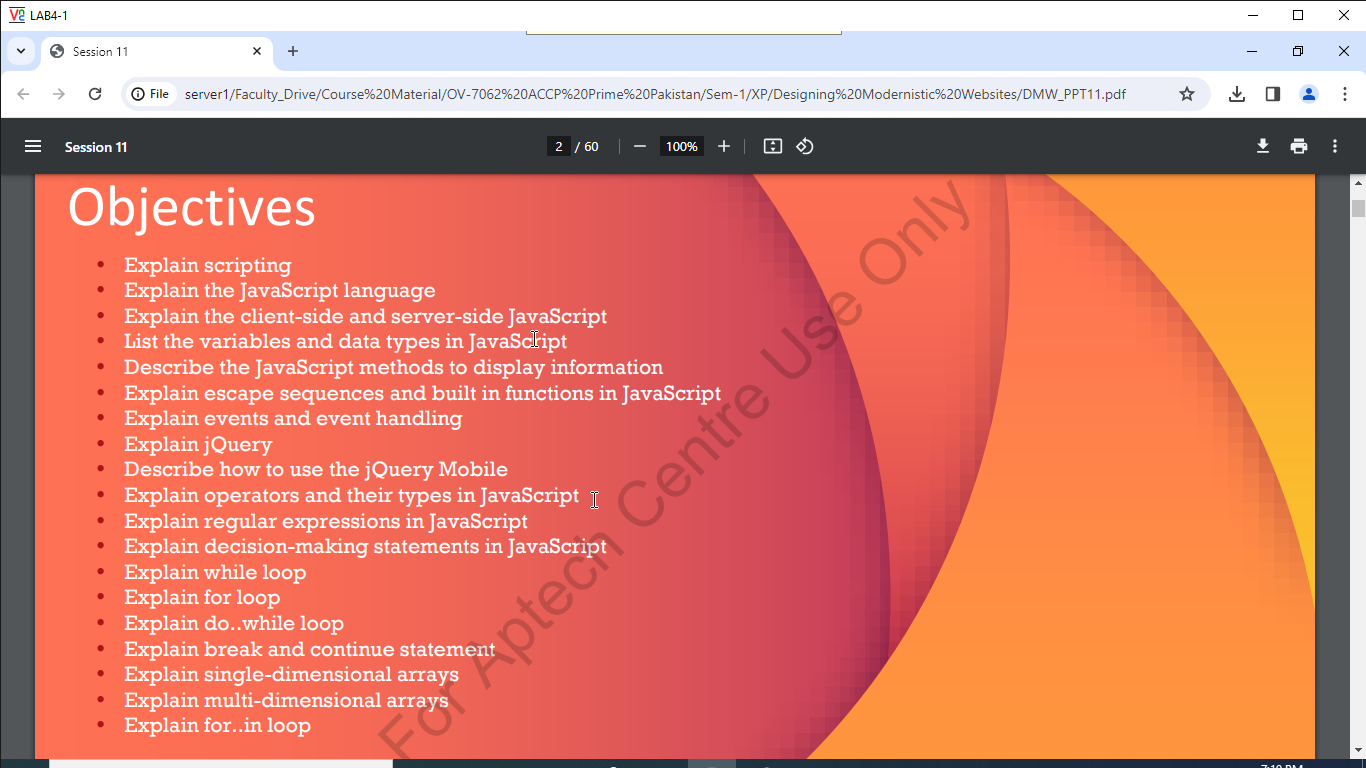 LAB4-1
Session 11
File
server1/Faculty_Drive/Course%20Material/OV-7062%20ACCP%20Prime%20Pakistan/Sem-1/XP/Designing%20Modernistic%20Websites/DMW_PPT11.pdf
Session 11
2 / 60
100%
Objectives
• Explain scripting
• Explain the JavaScript language
• Explain the client-side and server-side JavaScript
• List the variables and data types in JavaScript
• Describe the JavaScript methods to display information
• Explain escape sequences and built in functions in JavaScript
• Explain events and event handling
• Explain jQuery
• Describe how to use the jQuery Mobile
• Explain operators and their types in JavaScript
• Explain regular expressions in JavaScript
• Explain decision-making statements in JavaScript
• Explain while loop
• Explain for loop
• Explain do..while loop
• Explain break and continue statement
• Explain single-dimensional arrays
• Explain multi-dimensional arrays
• Explain for..in loop
For Aptech Centre Use Only